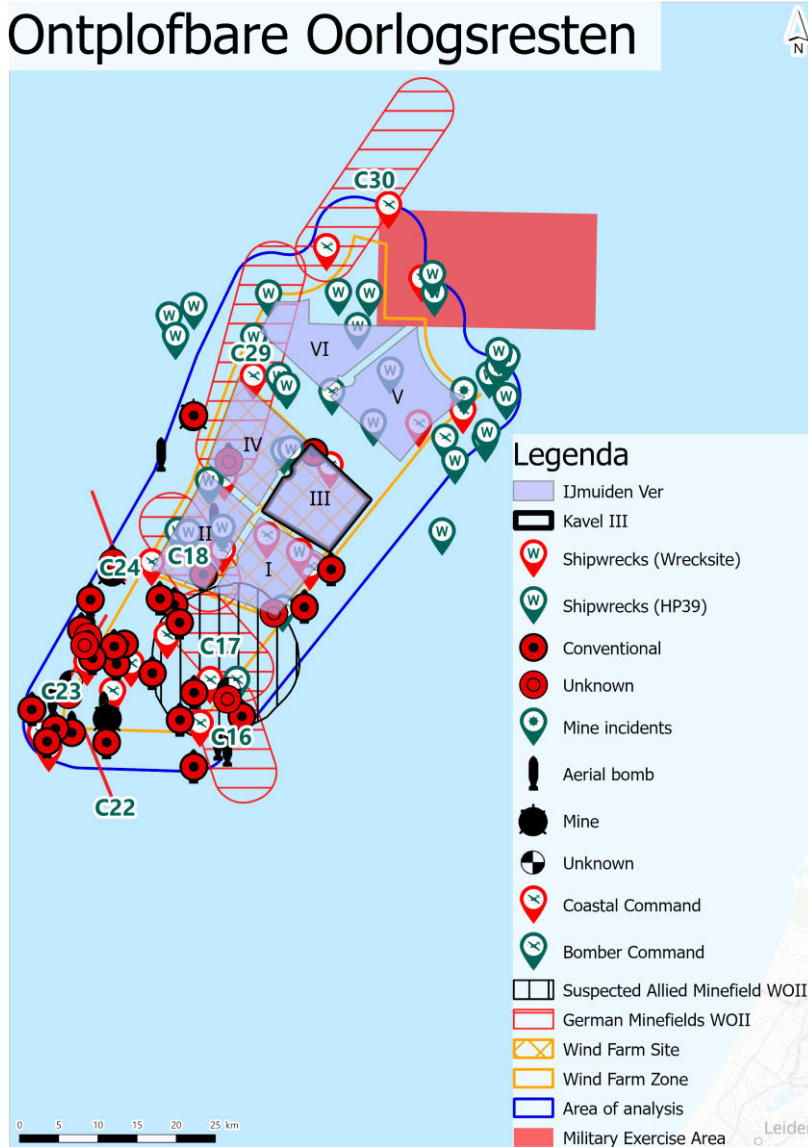 Ontplofbare Oorlogsresten
N
C30
VI
C29
V
IV
III
II
C18
I
C24
C17
C23
C16
C22
Legenda
IJmuiden Ver
Kavel III
Shipwrecks (Wrecksite)
Shipwrecks (HP39)
Conventional
Unknown
Mine incidents
Aerial bomb
Mine
Unknown
Coastal Command
Bomber Command
Suspected Allied Minefield WOII
German Minefields WOII
Wind Farm Site
Wind Farm Zone
Area of analysis
Military Exercise Area
0 5 10 15 20 25 km